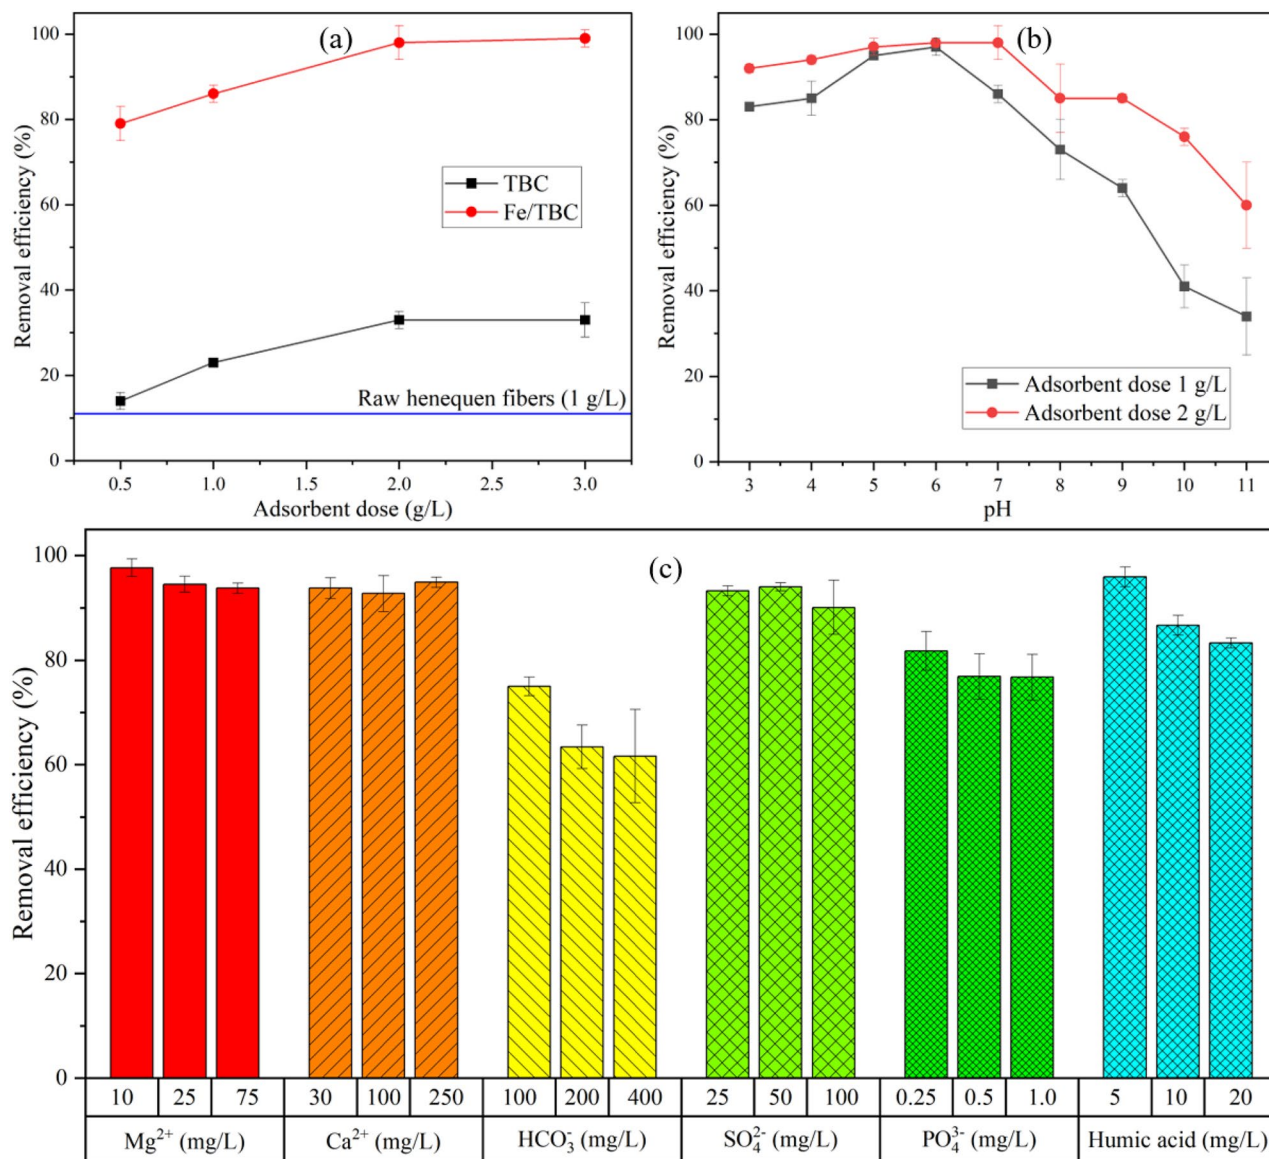 (a)
100
80
60
40
20
0
Removal efficiency (%)
TBC
Fe/TBC
Raw henequen fibers (1 g/L)
0.5 1.0 1.5 2.0 2.5 3.0
Adsorbent dose (g/L)
(b)
100
80
60
40
20
0
Removal efficiency (%)
Adsorbent dose 1 g/L
Adsorbent dose 2 g/L
3 4 5 6 7 8 9 10 11
pH
(c)
100
80
60
40
20
0
Removal efficiency (%)
10 25 75 30 100 250 100 200 400 25 50 100 0.25 0.5 1.0 5 10 20
Mg²⁺ (mg/L) Ca²⁺ (mg/L) HCO₃⁻ (mg/L) SO₄²⁻ (mg/L) PO₄³⁻ (mg/L) Humic acid (mg/L)